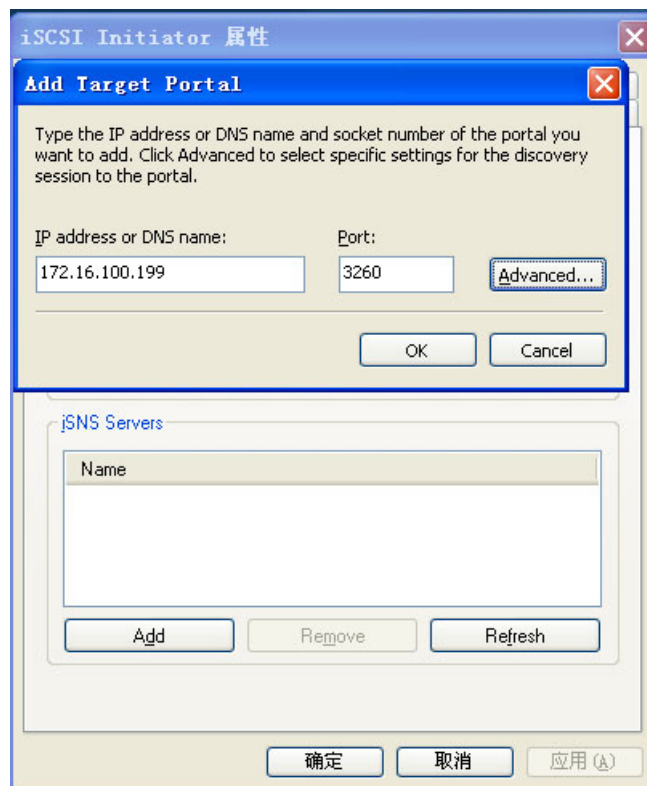 iSCSI Initiator 属性
Add Target Portal
Type the IP address or DNS name and socket number of the portal you
want to add. Click Advanced to select specific settings for the discovery
session to the portal.
IP address or DNS name: Port:
172.16.100.199 3260 Advanced...
OK Cancel
iSNS Servers
Name
Add Remove Refresh
确定 取消 应用(A)